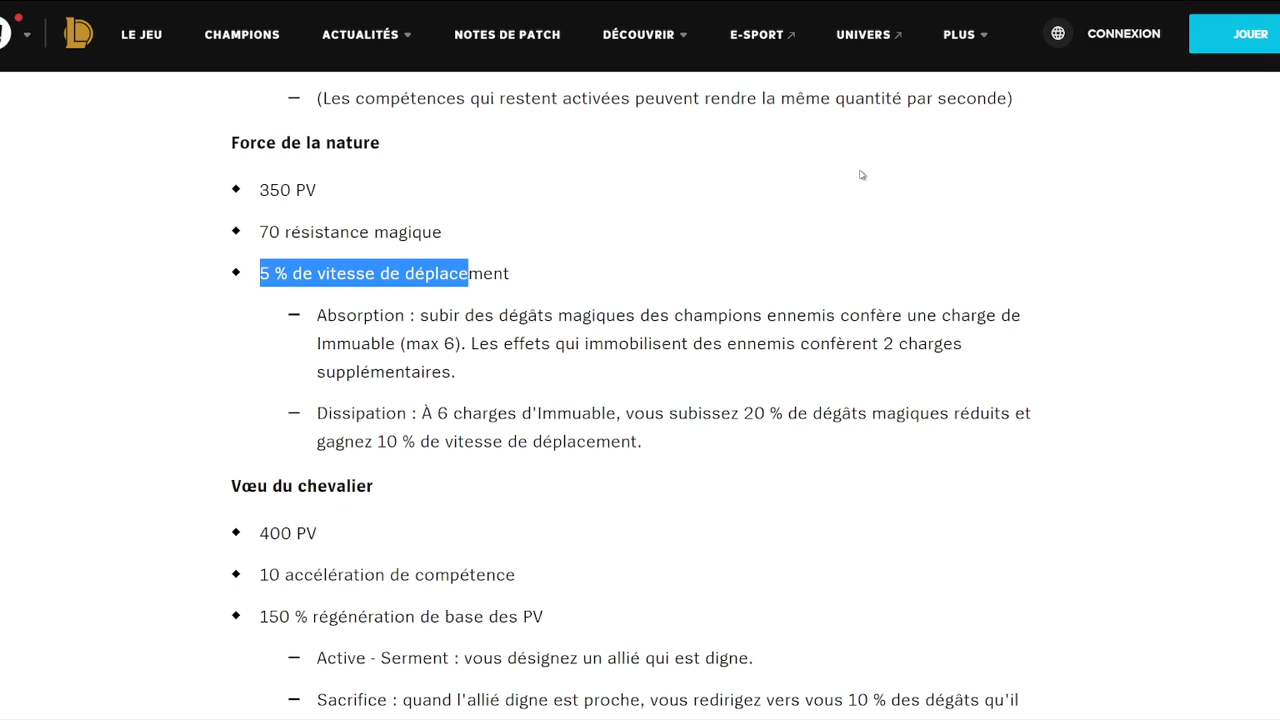 LE JEU CHAMPIONS ACTUALITÉS NOTES DE PATCH DÉCOUVRIR E-SPORT UNIVERS PLUS CONNEXION JOUER
– (Les compétences qui restent activées peuvent rendre la même quantité par seconde)
Force de la nature
◆ 350 PV
◆ 70 résistance magique
◆ 5 % de vitesse de déplacement
– Absorption : subir des dégâts magiques des champions ennemis confère une charge de
Immuable (max 6). Les effets qui immobilisent des ennemis confèrent 2 charges
supplémentaires.
– Dissipation : À 6 charges d'Immuable, vous subissez 20 % de dégâts magiques réduits et
gagnez 10 % de vitesse de déplacement.
Vœu du chevalier
◆ 400 PV
◆ 10 accélération de compétence
◆ 150 % régénération de base des PV
– Active - Serment : vous désignez un allié qui est digne.
– Sacrifice : quand l'allié digne est proche, vous redirigez vers vous 10 % des dégâts qu'il